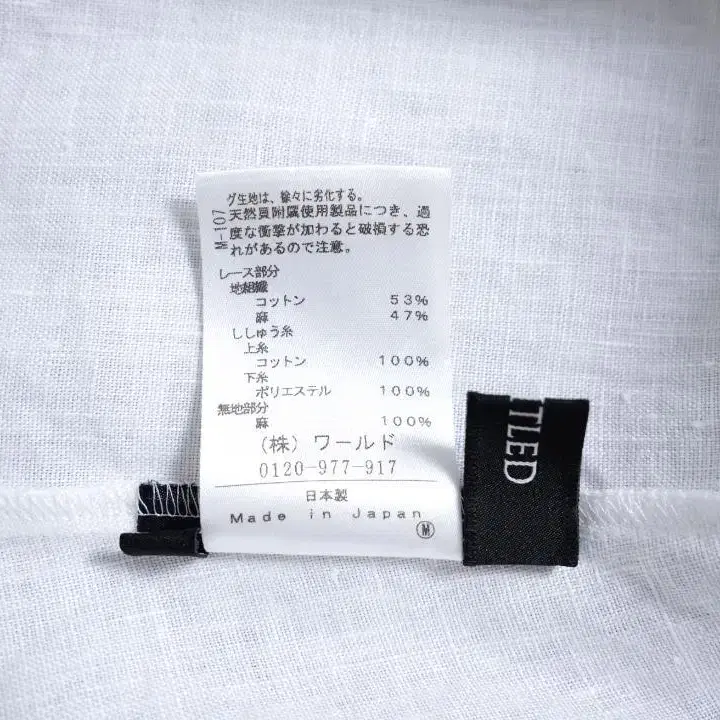 グ生地は、徐々に劣化する。
M-107
天然貝附属使用製品につき、過
度な衝撃が加わると破損する恐
れがあるので注意。
レース部分
地組織
コットン 53%
麻 47%
ししゅう糸
上糸
コットン 100%
下糸
ポリエステル 100%
無地部分
麻 100%
(株) ワールド
0120-977-917
日本製
Made in Japan
M
TLED